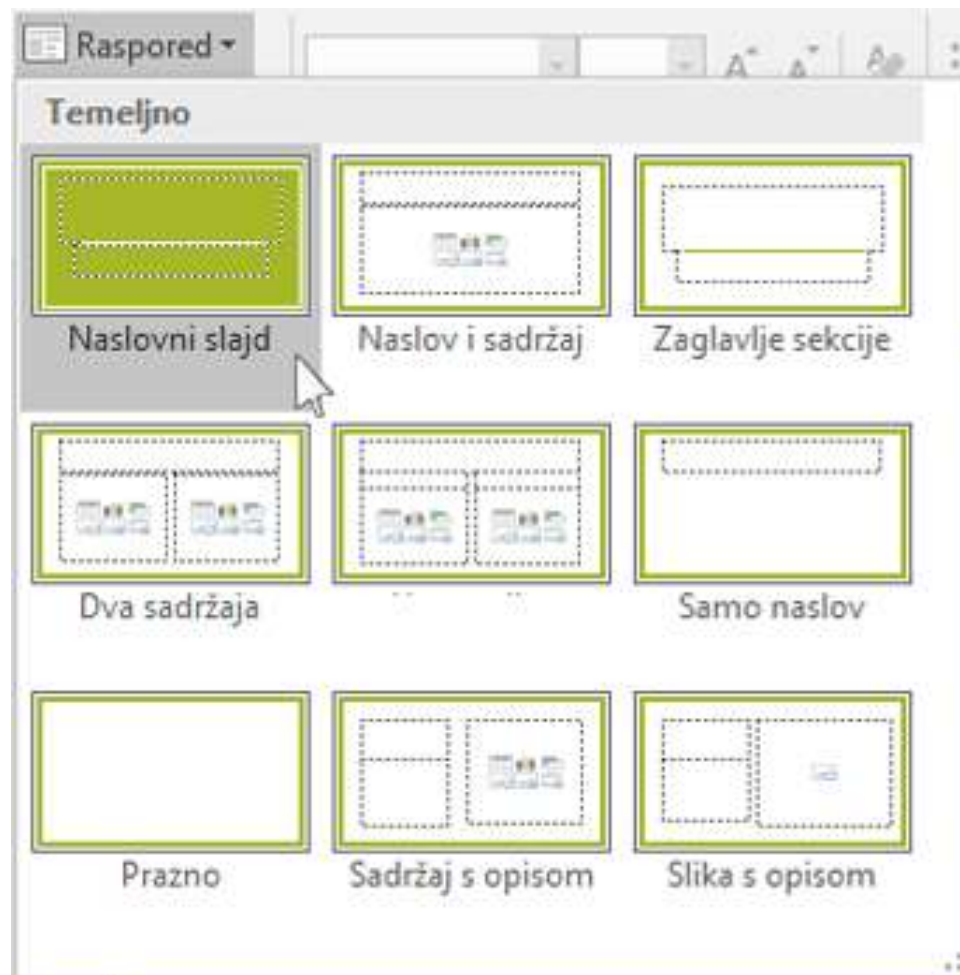 Raspored
Temeljno
Naslovni slajd
Naslov i sadržaj
Zaglavlje sekcije
Dva sadržaja
Samo naslov
Prazno
Sadržaj s opisom
Slika s opisom